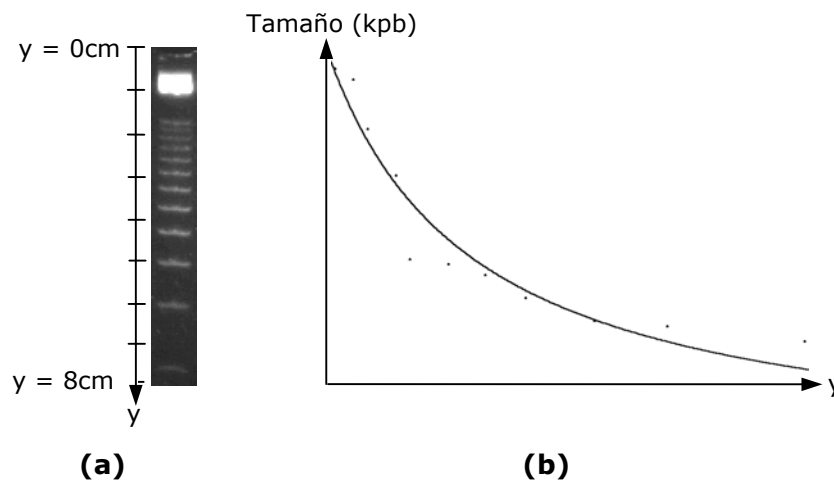 Tamaño (kpb)
y = 0cm
y = 8cm
y
y
(a)
(b)